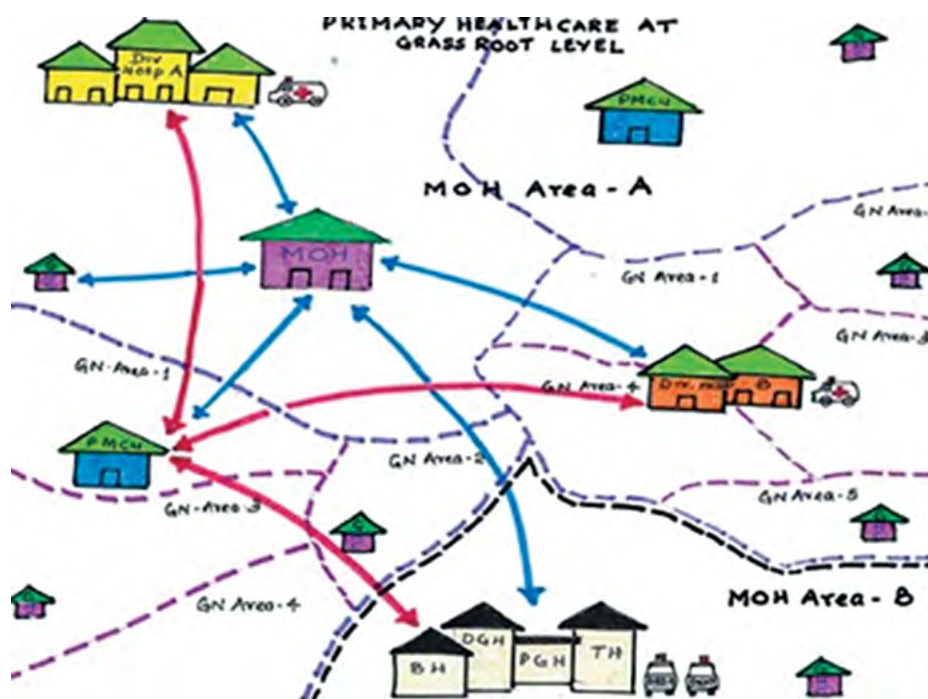 PRIMARY HEALTHCARE AT
GRASS ROOT LEVEL
Div
Hosp A
PMCU
MOH Area - A
MOH
GN Area
GN Area - 1
GN Area - 3
GN-Area-1
GN Area-4
Div. B
PMCU
GN Area-2
GN-Area-3
GN Area-5
GN Area-4
MOH Area - B
BH
DGH
PGH
TH